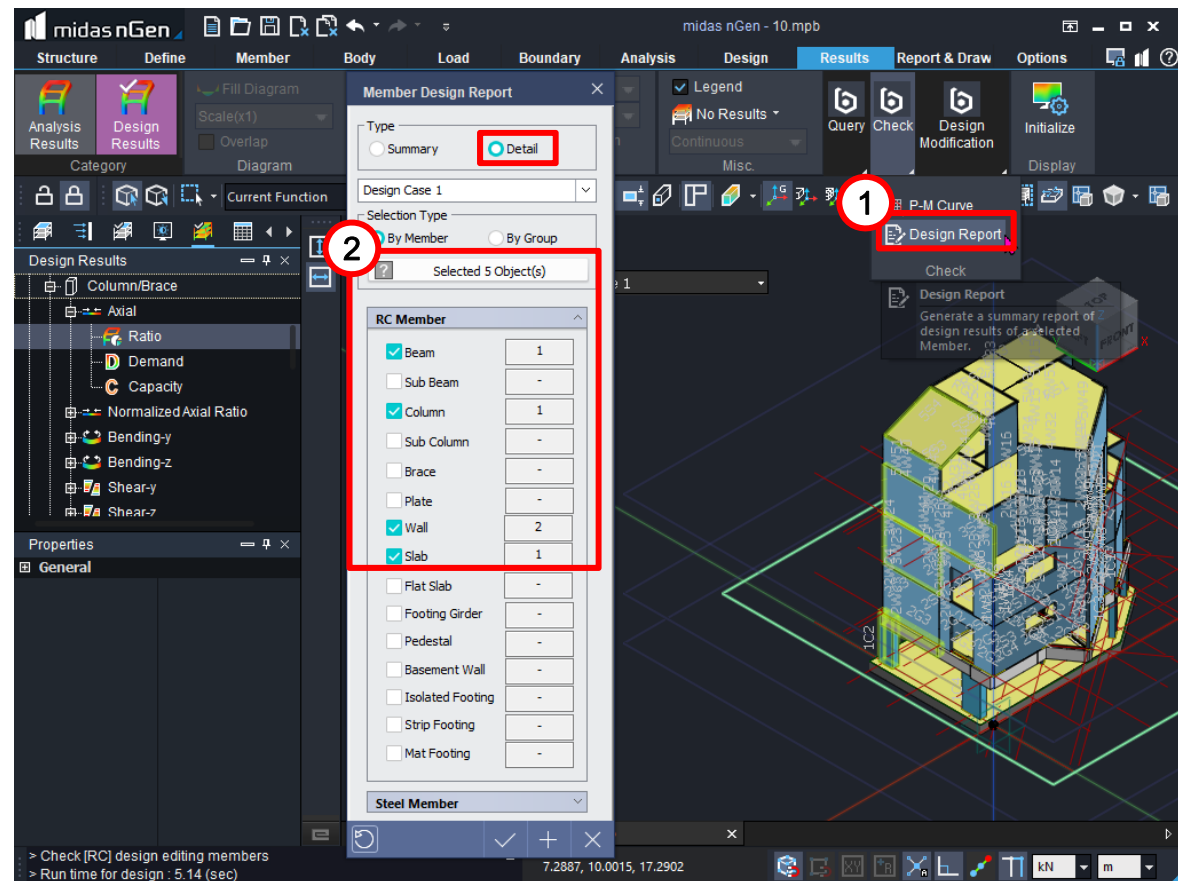 midas nGen
midas nGen - 10.mpb
Structure Define Member Body Load Boundary Analysis Design Results Report & Draw Options
Analysis Results
Design Results
Category
Fill Diagram
Scale(x1)
Overlap
Diagram
Legend
No Results
Continuous
Misc.
Query
Check
Design Modification
Initialize
Display
Current Function
1
P-M Curve
Design Report
Check
Design Report
Generate a summary report of
design results of a selected
Member.
Design Results
Column/Brace
Axial
Ratio
Demand
Capacity
Normalized Axial Ratio
Bending-y
Bending-z
Shear-y
Shear-z
Properties
General
Member Design Report
Type
Summary
Detail
Design Case 1
Selection Type
By Member
By Group
2
? Selected 5 Object(s)
RC Member
Beam 1
Sub Beam -
Column 1
Sub Column -
Brace -
Plate -
Wall 2
Slab 1
Flat Slab -
Footing Girder -
Pedestal -
Basement Wall -
Isolated Footing -
Strip Footing -
Mat Footing -
Steel Member
TOP
FRONT
Z
X
1C2
> Check [RC] design editing members
> Run time for design : 5.14 (sec)
7.2887, 10.0015, 17.2902
kN
m